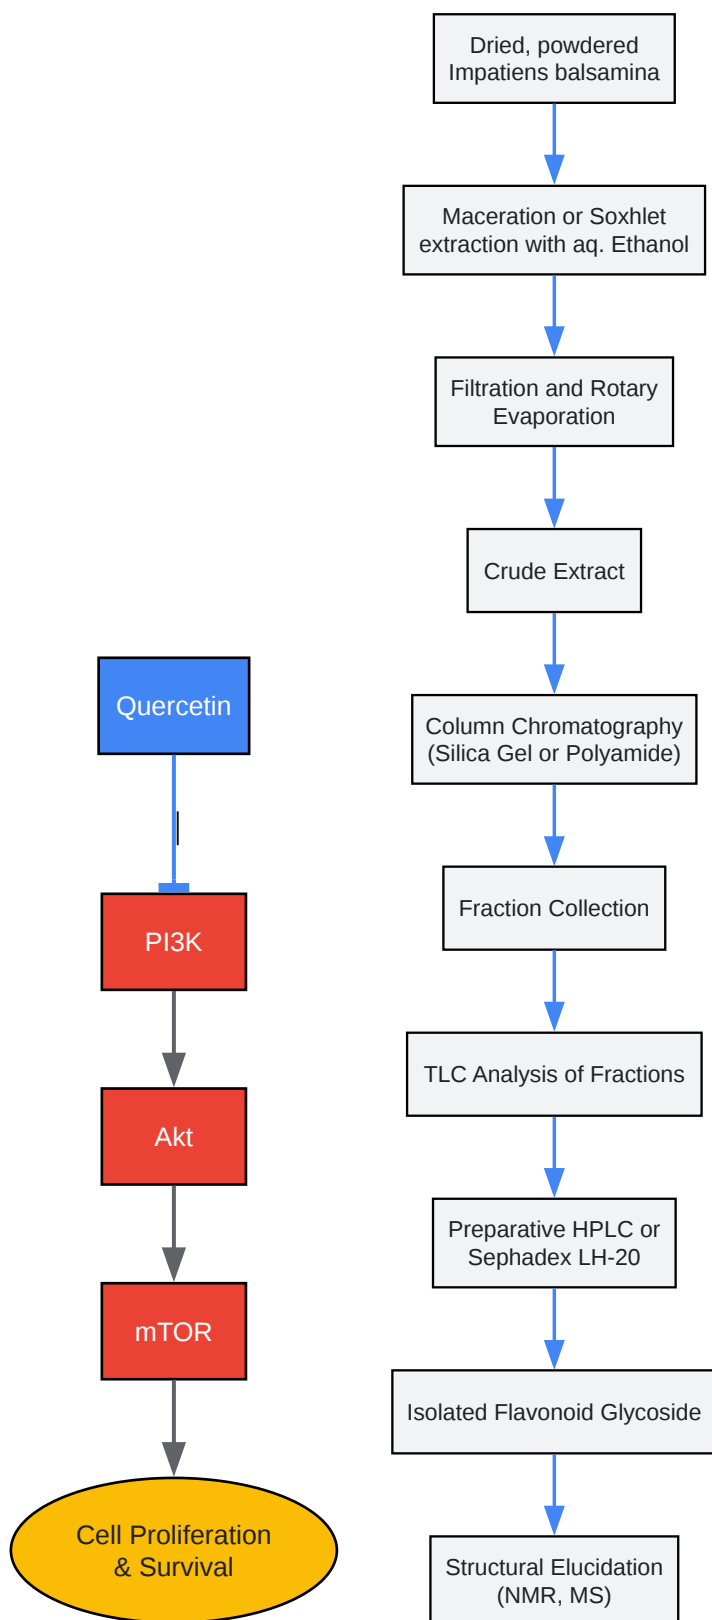 Dried, powdered
Impatiens balsamina
Maceration or Soxhlet
extraction with aq. Ethanol
Filtration and Rotary
Evaporation
Crude Extract
Column Chromatography
(Silica Gel or Polyamide)
Fraction Collection
TLC Analysis of Fractions
Preparative HPLC or
Sephadex LH-20
Isolated Flavonoid Glycoside
Structural Elucidation
(NMR, MS)
Quercetin
|
PI3K
Akt
mTOR
Cell Proliferation
& Survival